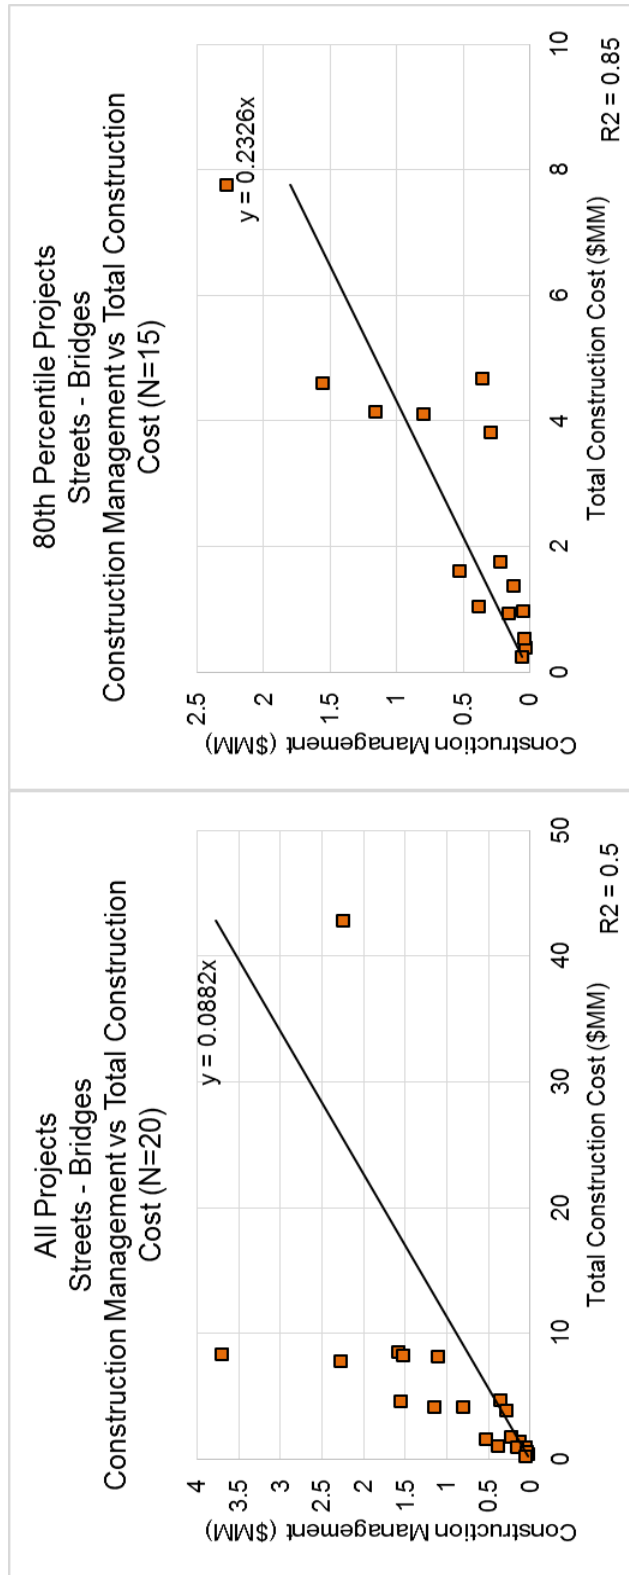 All Projects
Streets - Bridges
Construction Management vs Total Construction
Cost (N=20)
Construction Management ($MM)
4
3.5
3
2.5
2
1.5
1
0.5
0
y = 0.0882x
0
10
20
30
40
50
Total Construction Cost ($MM)
R2 = 0.5
80th Percentile Projects
Streets - Bridges
Construction Management vs Total Construction
Cost (N=15)
Construction Management ($MM)
2.5
2
1.5
1
0.5
0
y = 0.2326x
0
2
4
6
8
10
Total Construction Cost ($MM)
R2 = 0.85